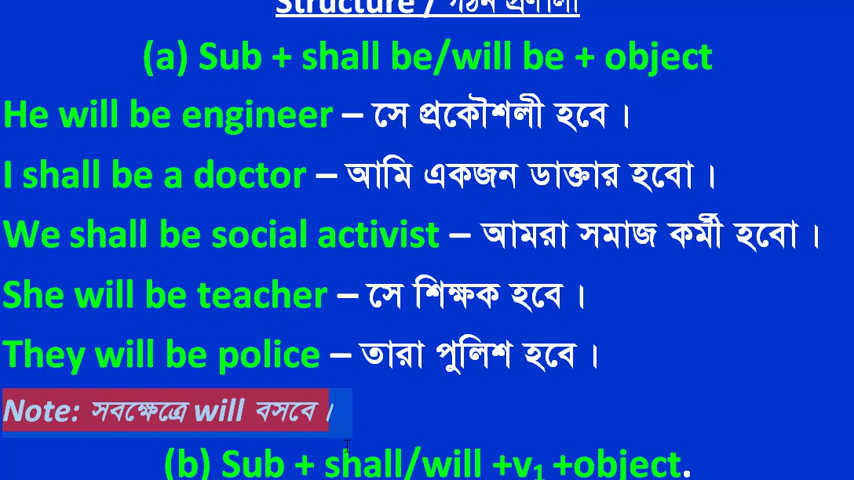 Structure / গঠন প্রণালী
(a) Sub + shall be/will be + object
He will be engineer – সে প্রকৌশলী হবে ।
I shall be a doctor – আমি একজন ডাক্তার হবো ।
We shall be social activist – আমরা সমাজ কর্মী হবো ।
She will be teacher – সে শিক্ষক হবে ।
They will be police – তারা পুলিশ হবে ।
Note: সবক্ষেত্রে will বসবে ।
(b) Sub + shall/will +v₁ +object.